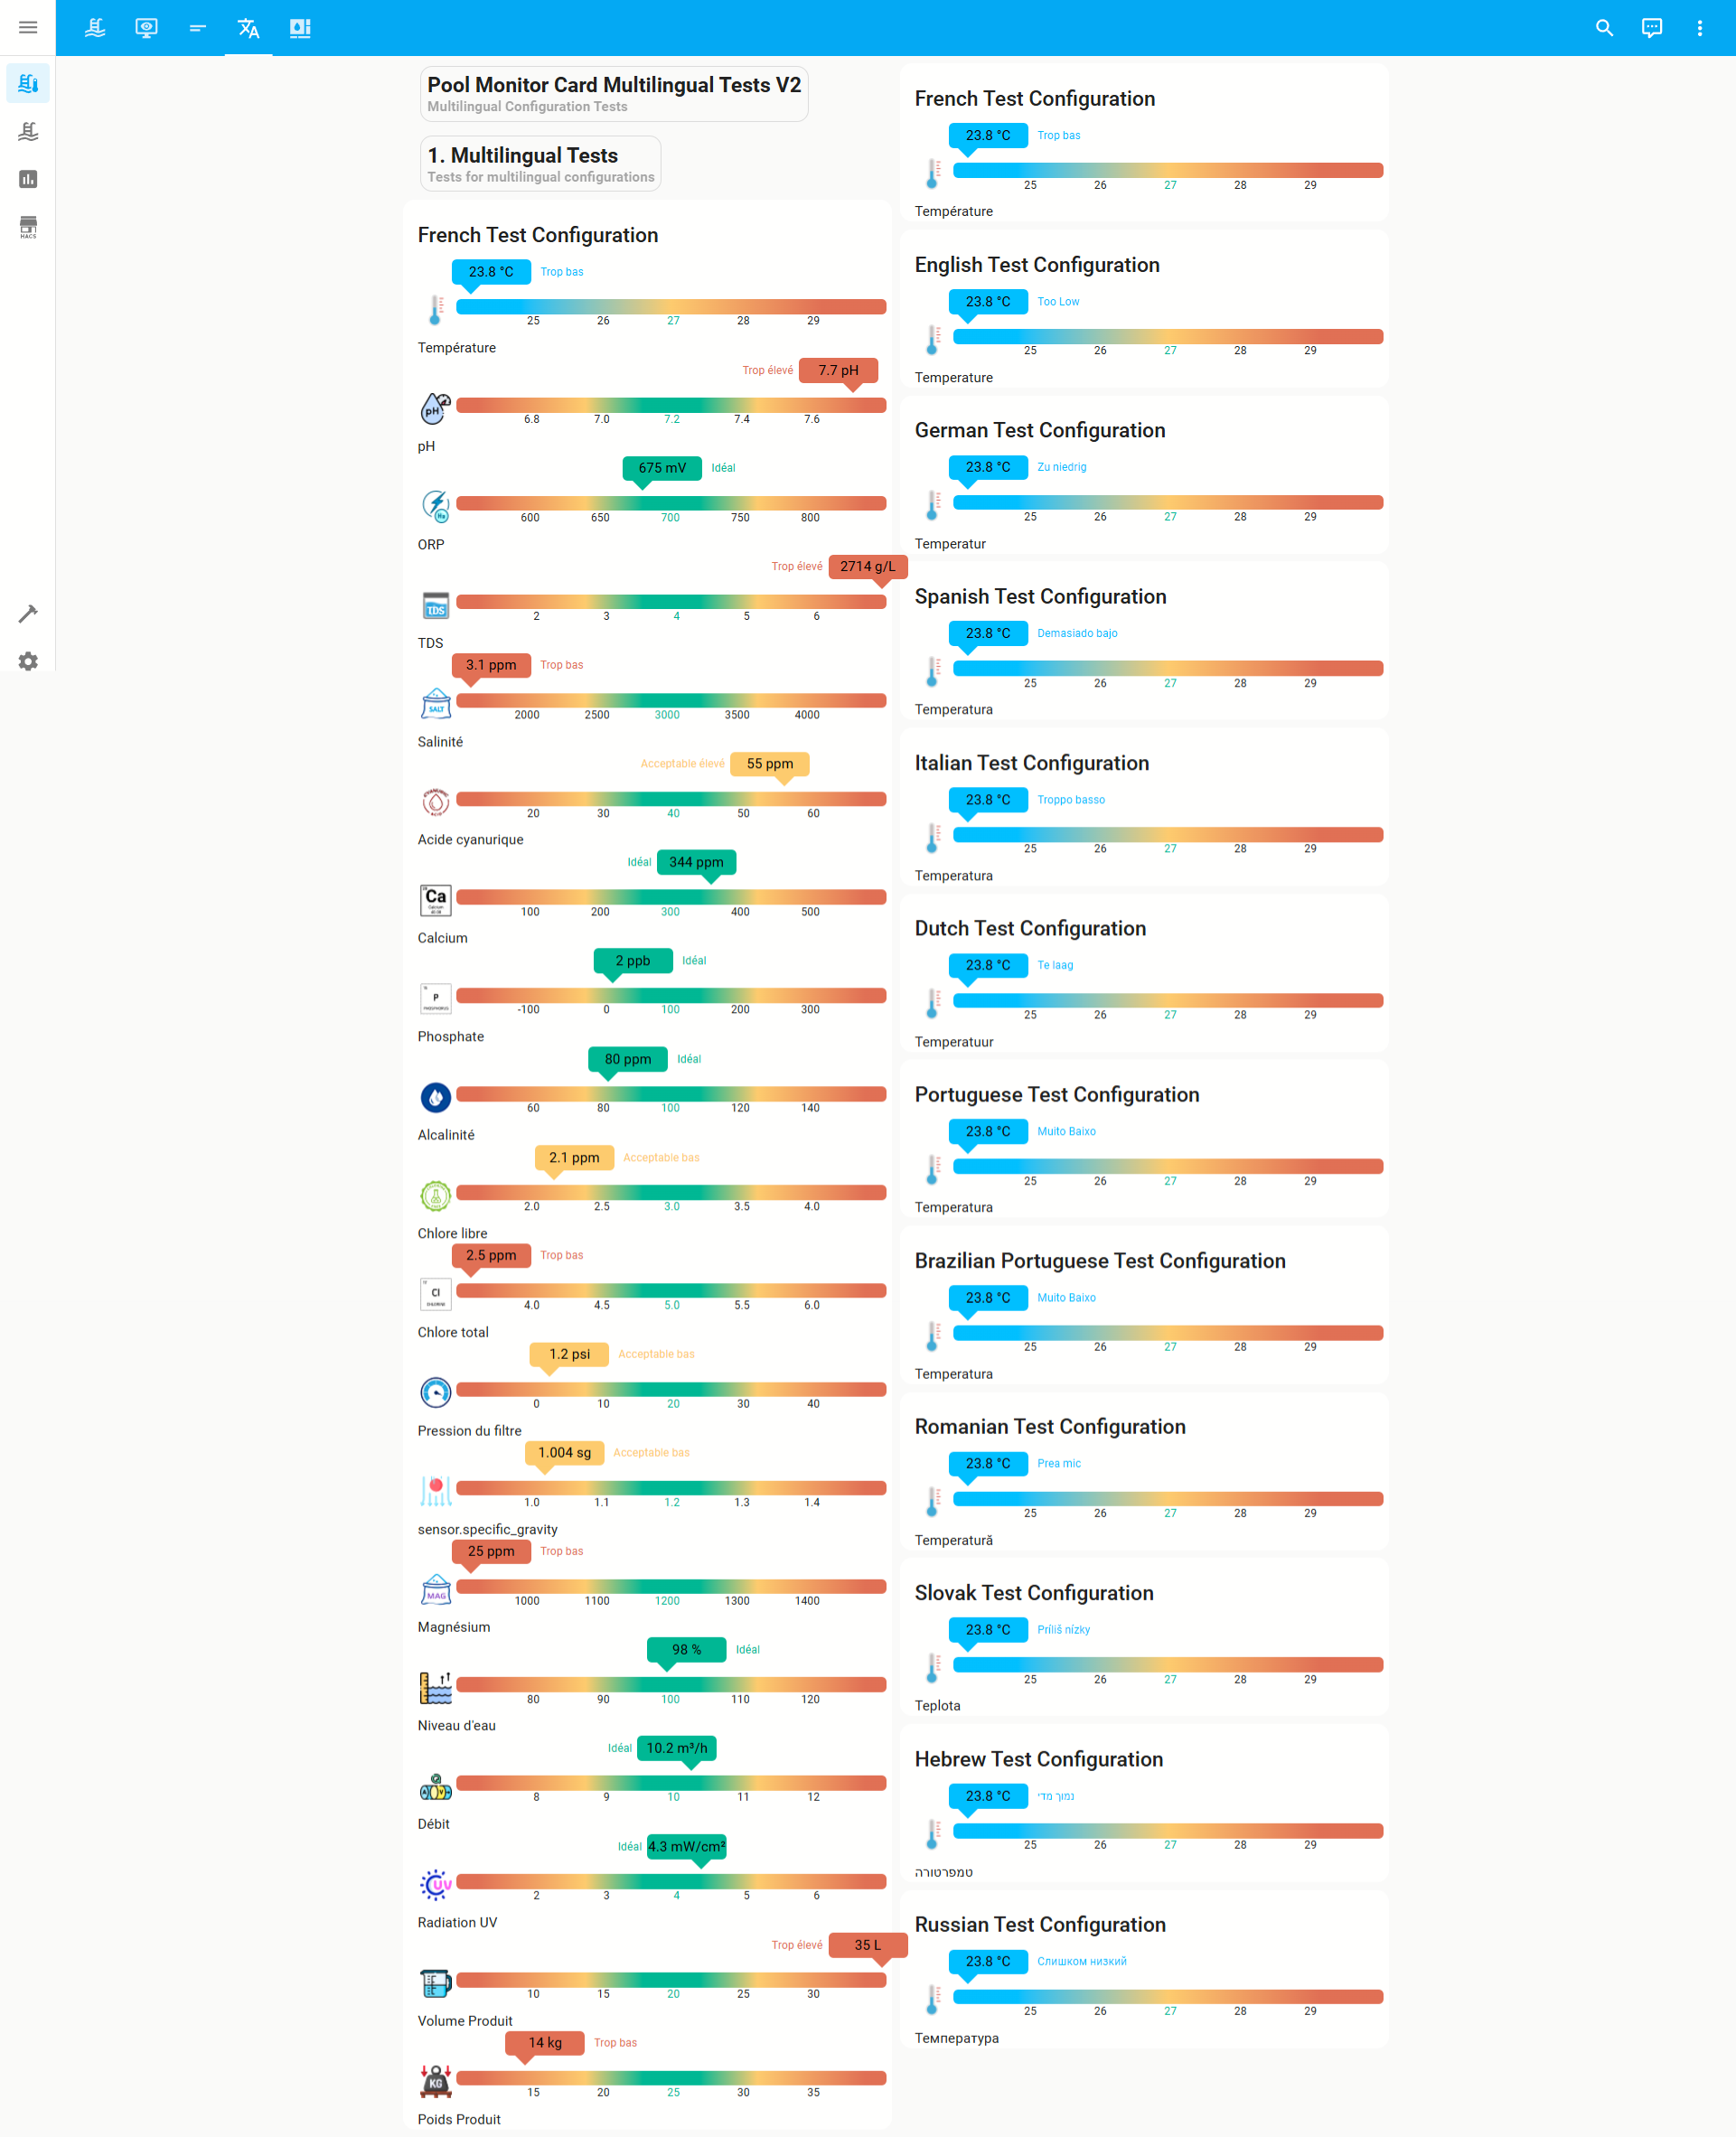 HACS
Pool Monitor Card Multilingual Tests V2
Multilingual Configuration Tests
1. Multilingual Tests
Tests for multilingual configurations
French Test Configuration
23.8 °C Trop bas
25 26 27 28 29
Température
Trop élevé 7.7 pH
pH
6.8 7.0 7.2 7.4 7.6
pH
675 mV Idéal
600 650 700 750 800
ORP
Trop élevé 2714 g/L
TDS
2 3 4 5 6
TDS
3.1 ppm Trop bas
SALT
2000 2500 3000 3500 4000
Salinité
Acceptable élevé 55 ppm
20 30 40 50 60
Acide cyanurique
Idéal 344 ppm
Ca
100 200 300 400 500
Calcium
2 ppb Idéal
P
-100 0 100 200 300
Phosphate
80 ppm Idéal
60 80 100 120 140
Alcalinité
2.1 ppm Acceptable bas
2.0 2.5 3.0 3.5 4.0
Chlore libre
2.5 ppm Trop bas
Cl
4.0 4.5 5.0 5.5 6.0
Chlore total
1.2 psi Acceptable bas
0 10 20 30 40
Pression du filtre
1.004 sg Acceptable bas
1.0 1.1 1.2 1.3 1.4
sensor.specific_gravity
25 ppm Trop bas
MAG
1000 1100 1200 1300 1400
Magnésium
98 % Idéal
80 90 100 110 120
Niveau d'eau
Idéal 10.2 m³/h
8 9 10 11 12
Débit
Idéal 4.3 mW/cm²
UV
2 3 4 5 6
Radiation UV
Trop élevé 35 L
10 15 20 25 30
Volume Produit
14 kg Trop bas
KG
15 20 25 30 35
Poids Produit
French Test Configuration
23.8 °C Trop bas
25 26 27 28 29
Température
English Test Configuration
23.8 °C Too Low
25 26 27 28 29
Temperature
German Test Configuration
23.8 °C Zu niedrig
25 26 27 28 29
Temperatur
Spanish Test Configuration
23.8 °C Demasiado bajo
25 26 27 28 29
Temperatura
Italian Test Configuration
23.8 °C Troppo basso
25 26 27 28 29
Temperatura
Dutch Test Configuration
23.8 °C Te laag
25 26 27 28 29
Temperatuur
Portuguese Test Configuration
23.8 °C Muito Baixo
25 26 27 28 29
Temperatura
Brazilian Portuguese Test Configuration
23.8 °C Muito Baixo
25 26 27 28 29
Temperatura
Romanian Test Configuration
23.8 °C Prea mic
25 26 27 28 29
Temperatură
Slovak Test Configuration
23.8 °C Príliš nízky
25 26 27 28 29
Teplota
Hebrew Test Configuration
23.8 °C נמוך מדי
25 26 27 28 29
טמפרטורה
Russian Test Configuration
23.8 °C Слишком низкий
25 26 27 28 29
Температура